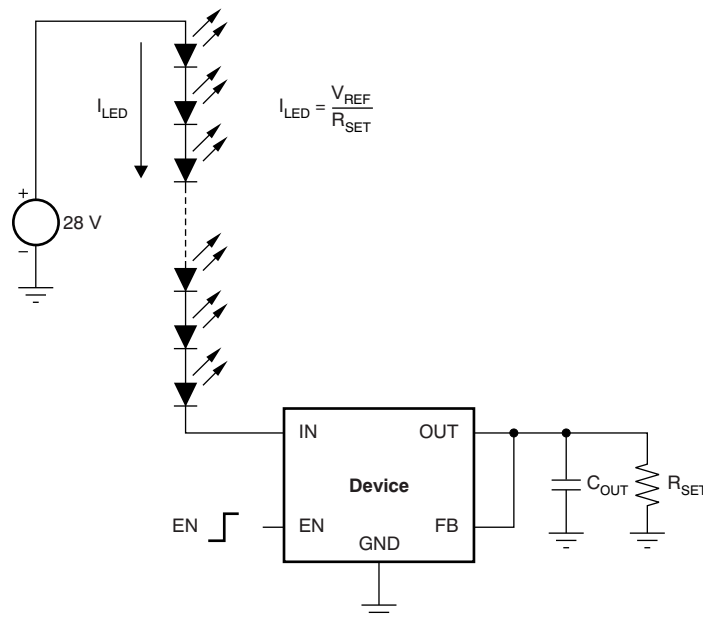 I_LED
I_LED = V_REF / R_SET
+
28 V
–
IN
OUT
Device
C_OUT
R_SET
EN
EN
FB
GND